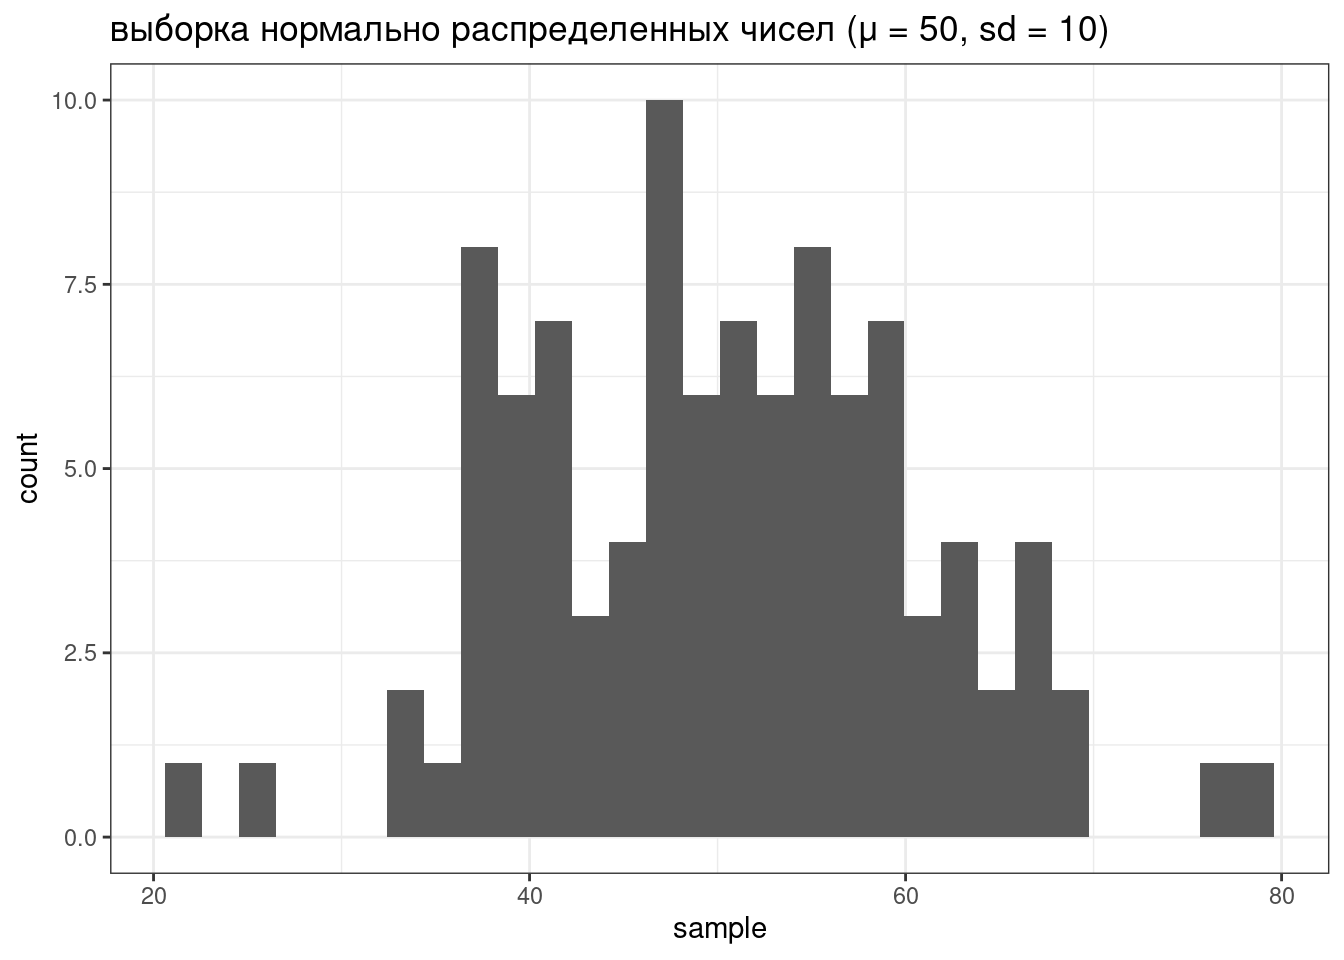 выборка нормально распределенных чисел (μ = 50, sd = 10)
10.0
7.5
5.0
2.5
0.0
count
20 40 60 80
sample